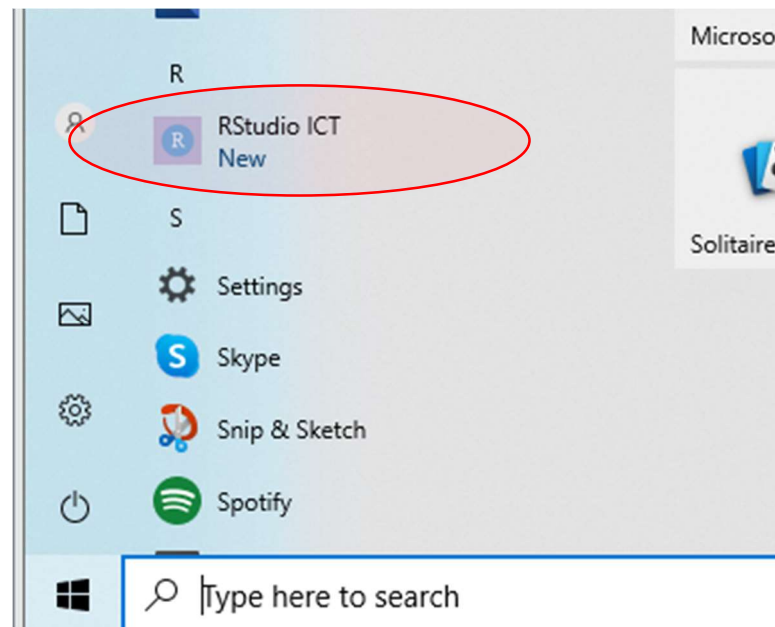 Microso
R
R
RStudio ICT
New
S
Solitaire
Settings
S
Skype
Snip & Sketch
Spotify
Type here to search